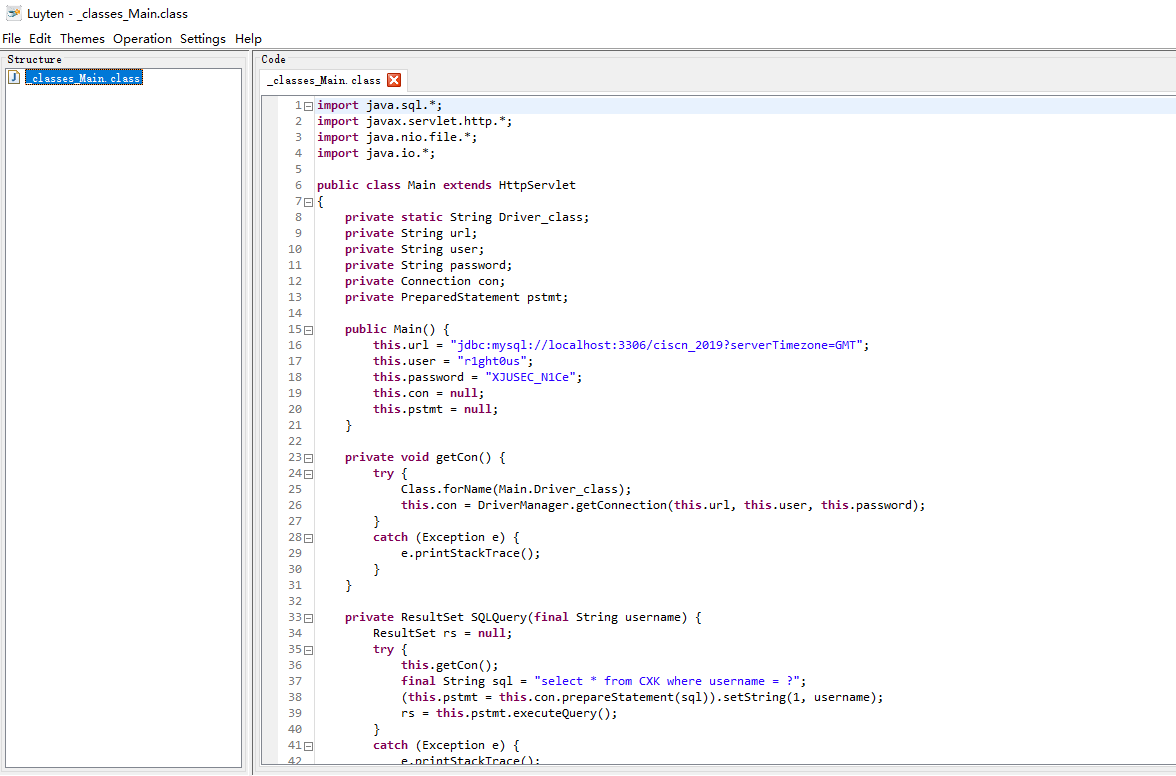 Luyten - _classes_Main.class
File Edit Themes Operation Settings Help
Structure
_classes_Main.class
Code
_classes_Main.class
1 import java.sql.*;
2 import javax.servlet.http.*;
3 import java.nio.file.*;
4 import java.io.*;
5
6 public class Main extends HttpServlet
7 {
8     private static String Driver_class;
9     private String url;
10     private String user;
11     private String password;
12     private Connection con;
13     private PreparedStatement pstmt;
14
15     public Main() {
16         this.url = "jdbc:mysql://localhost:3306/ciscn_2019?serverTimezone=GMT";
17         this.user = "r1ght0us";
18         this.password = "XJUSEC_N1Ce";
19         this.con = null;
20         this.pstmt = null;
21     }
22
23     private void getCon() {
24         try {
25             Class.forName(Main.Driver_class);
26             this.con = DriverManager.getConnection(this.url, this.user, this.password);
27         }
28         catch (Exception e) {
29             e.printStackTrace();
30         }
31     }
32
33     private ResultSet SQLQuery(final String username) {
34         ResultSet rs = null;
35         try {
36             this.getCon();
37             final String sql = "select * from CXK where username = ?";
38             (this.pstmt = this.con.prepareStatement(sql)).setString(1, username);
39             rs = this.pstmt.executeQuery();
40         }
41         catch (Exception e) {
42             e.printStackTrace();